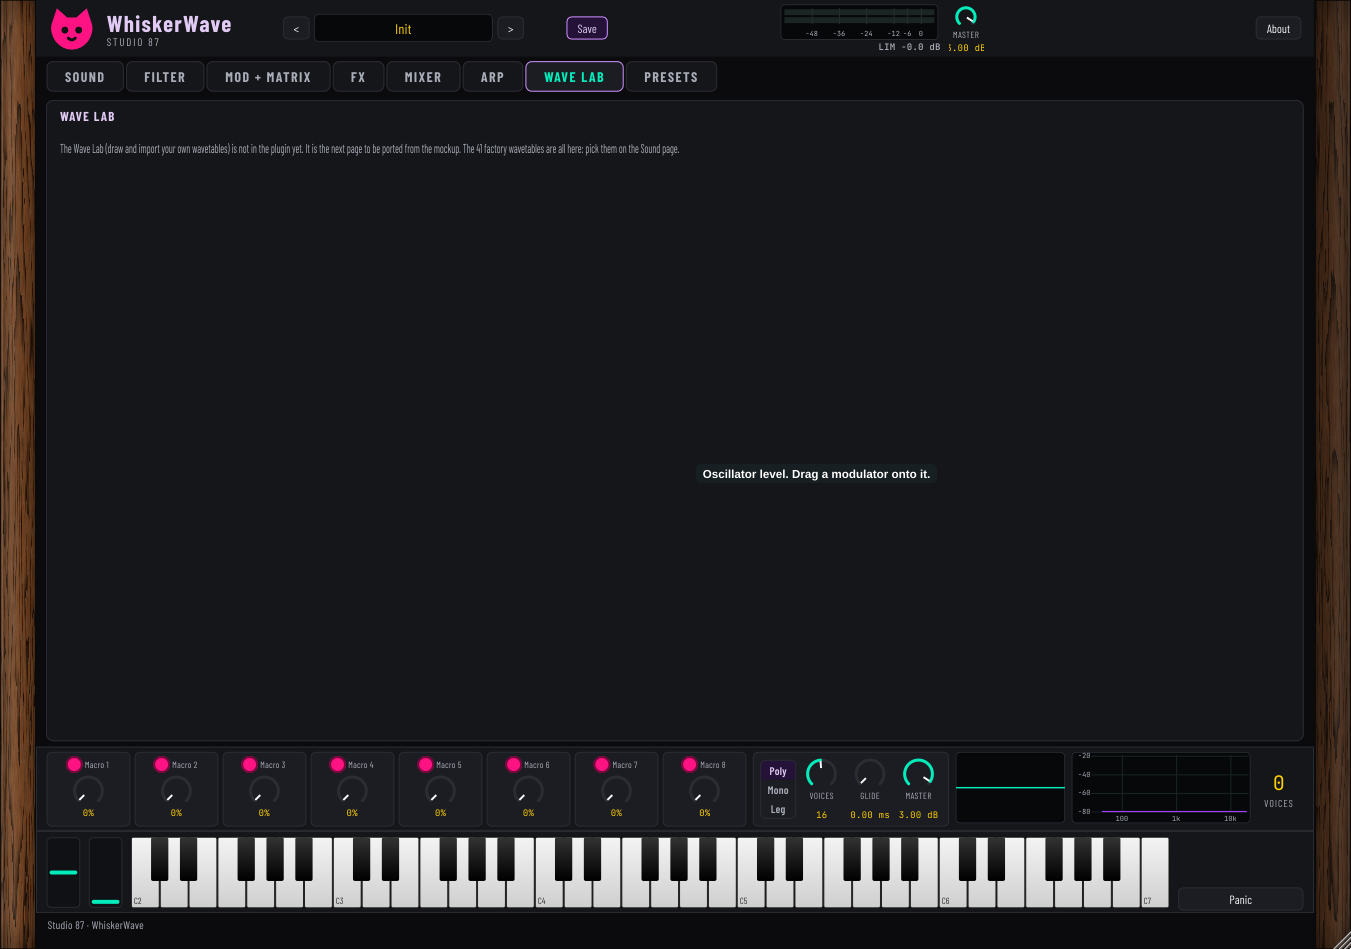 WhiskerWave
STUDIO 87
< Init > Save
-48 -36 -24 -12 -6 0
LIM -0.0 dB
MASTER
About
SOUND FILTER MOD + MATRIX FX MIXER ARP WAVE LAB PRESETS
WAVE LAB
The Wave Lab (draw and import your own wavetables) is not in the plugin yet. It is the next page to be ported from the mockup. The 41 factory wavetables are all here: pick them on the Sound page.
Oscillator level. Drag a modulator onto it.
Macro 1 Macro 2 Macro 3 Macro 4 Macro 5 Macro 6 Macro 7 Macro 8
0% 0% 0% 0% 0% 0% 0% 0%
Poly
Mono
Leg
VOICES GLIDE MASTER
16 0.00 ms 3.00 dB
-20
-40
-60
-80
100 1k 10k
0
VOICES
C2 C3 C4 C5 C6 C7
Panic
Studio 87 · WhiskerWave